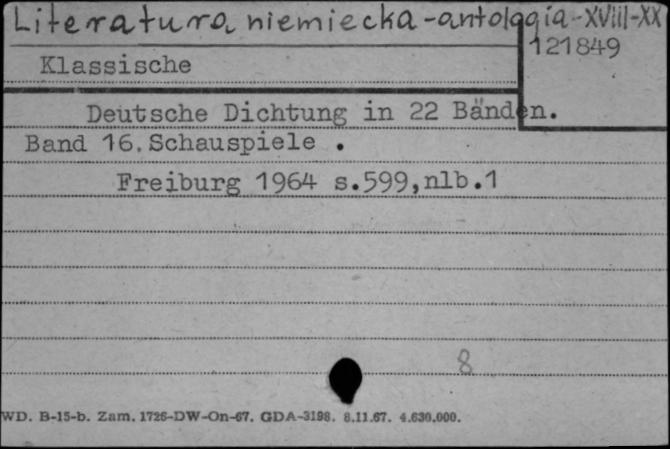 Literatura niemiecka-antologia-XVIII-XX
121849
Klassische
Deutsche Dichtung in 22 Bänden.
Band 16. Schauspiele .
Freiburg 1964 s.599,nlb.1
8
WD. B-15-b. Zam. 1726-DW-On-67. GDA-3198. 8.11.67. 4.630.000.